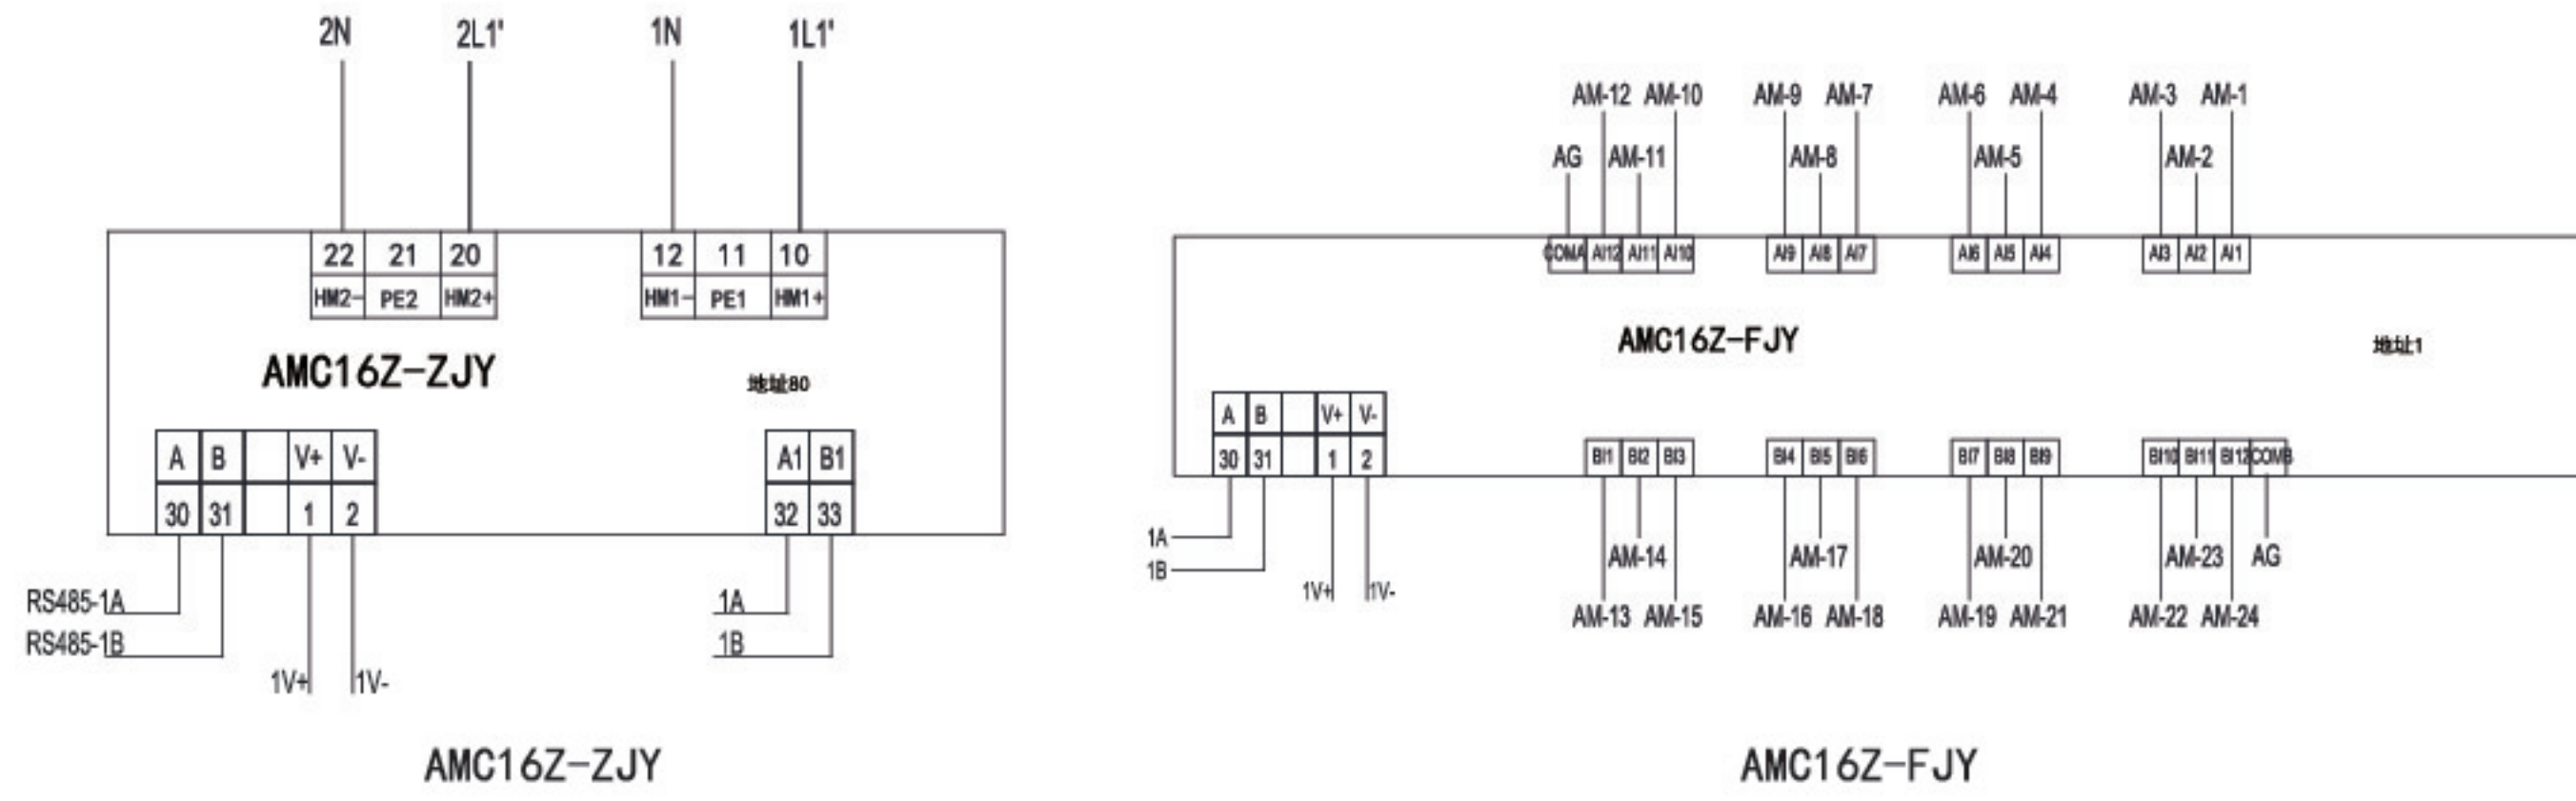 2N 2L1' 1N 1L1'
22 21 20 12 11 10
HM2- PE2 HM2+ HM1- PE1 HM1+
AMC16Z-ZJY
地址80
A B V+ V- A1 B1
30 31 1 2 32 33
RS485-1A
RS485-1B
1V+ 1V-
1A
1B
AMC16Z-ZJY
AM-12 AM-10 AM-9 AM-7 AM-6 AM-4 AM-3 AM-1
AG AM-11 AM-8 AM-5 AM-2
COMA AI12 AI11 AI10 AI9 AI8 AI7 AI6 AI5 AI4 AI3 AI2 AI1
AMC16Z-FJY
地址1
A B V+ V-
30 31 1 2
BI1 BI2 BI3 BI4 BI5 BI6 BI7 BI8 BI9 BI10 BI11 BI12 COMB
1A
1B
1V+ 1V-
AM-14 AM-17 AM-20 AM-23 AG
AM-13 AM-15 AM-16 AM-18 AM-19 AM-21 AM-22 AM-24
AMC16Z-FJY